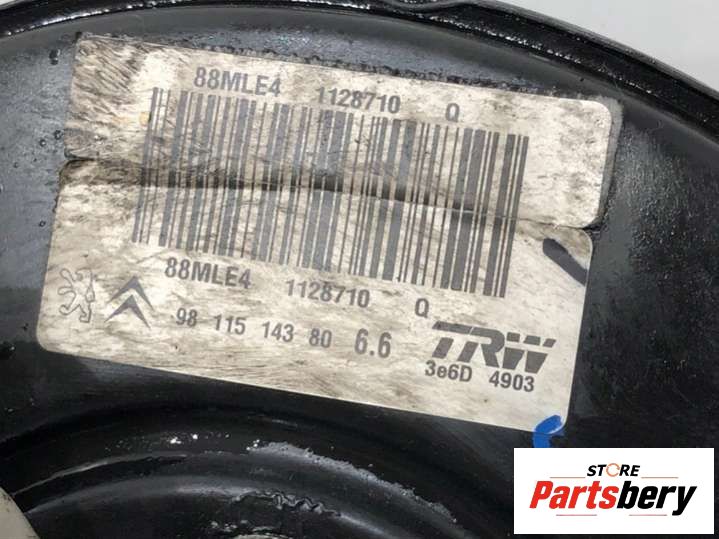 88MLE4 1128710 Q
88MLE4 1128710 Q
98 115 143 80 6.6
TRW
3e6D 4903
STORE
Partsbery